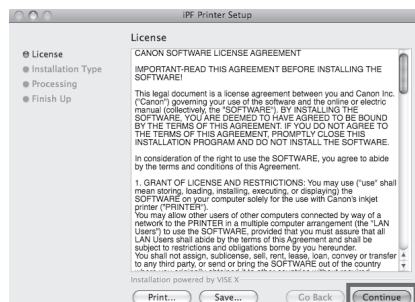 iPF Printer Setup
License
License
Installation Type
Processing
Finish Up
CANON SOFTWARE LICENSE AGREEMENT
IMPORTANT-READ THIS AGREEMENT BEFORE INSTALLING THE
SOFTWARE!
This legal document is a license agreement between you and Canon Inc.
("Canon") governing your use of the software and the online or electric
manual (collectively, the "SOFTWARE"). BY INSTALLING THE
SOFTWARE, YOU ARE DEEMED TO HAVE AGREED TO BE BOUND
BY THE TERMS OF THIS AGREEMENT. IF YOU DO NOT AGREE TO
THE TERMS OF THIS AGREEMENT, PROMPTLY CLOSE THIS
INSTALLATION PROGRAM AND DO NOT INSTALL THE SOFTWARE.
In consideration of the right to use the SOFTWARE, you agree to abide
by the terms and conditions of this Agreement.
1. GRANT OF LICENSE AND RESTRICTIONS: You may use ("use" shall
mean storing, loading, installing, executing, or displaying) the
SOFTWARE on your computer solely for the use with Canon's inkjet
printer ("PRINTER").
You may allow other users of other computers connected by way of a
network to the PRINTER in a multiple computer arrangement (the "LAN
Users") to use the SOFTWARE, provided that you must assure that all
LAN Users shall abide by the terms of this Agreement and shall be
subject to restrictions and obligations borne by you hereunder.
You shall not assign, sublicense, sell, rent, lease, loan, convey or transfer
to any third party, or send or bring the SOFTWARE out of the country
where you originally obtained it to other countries without required
Installation powered by VISE X
Print...
Save...
Go Back
Continue